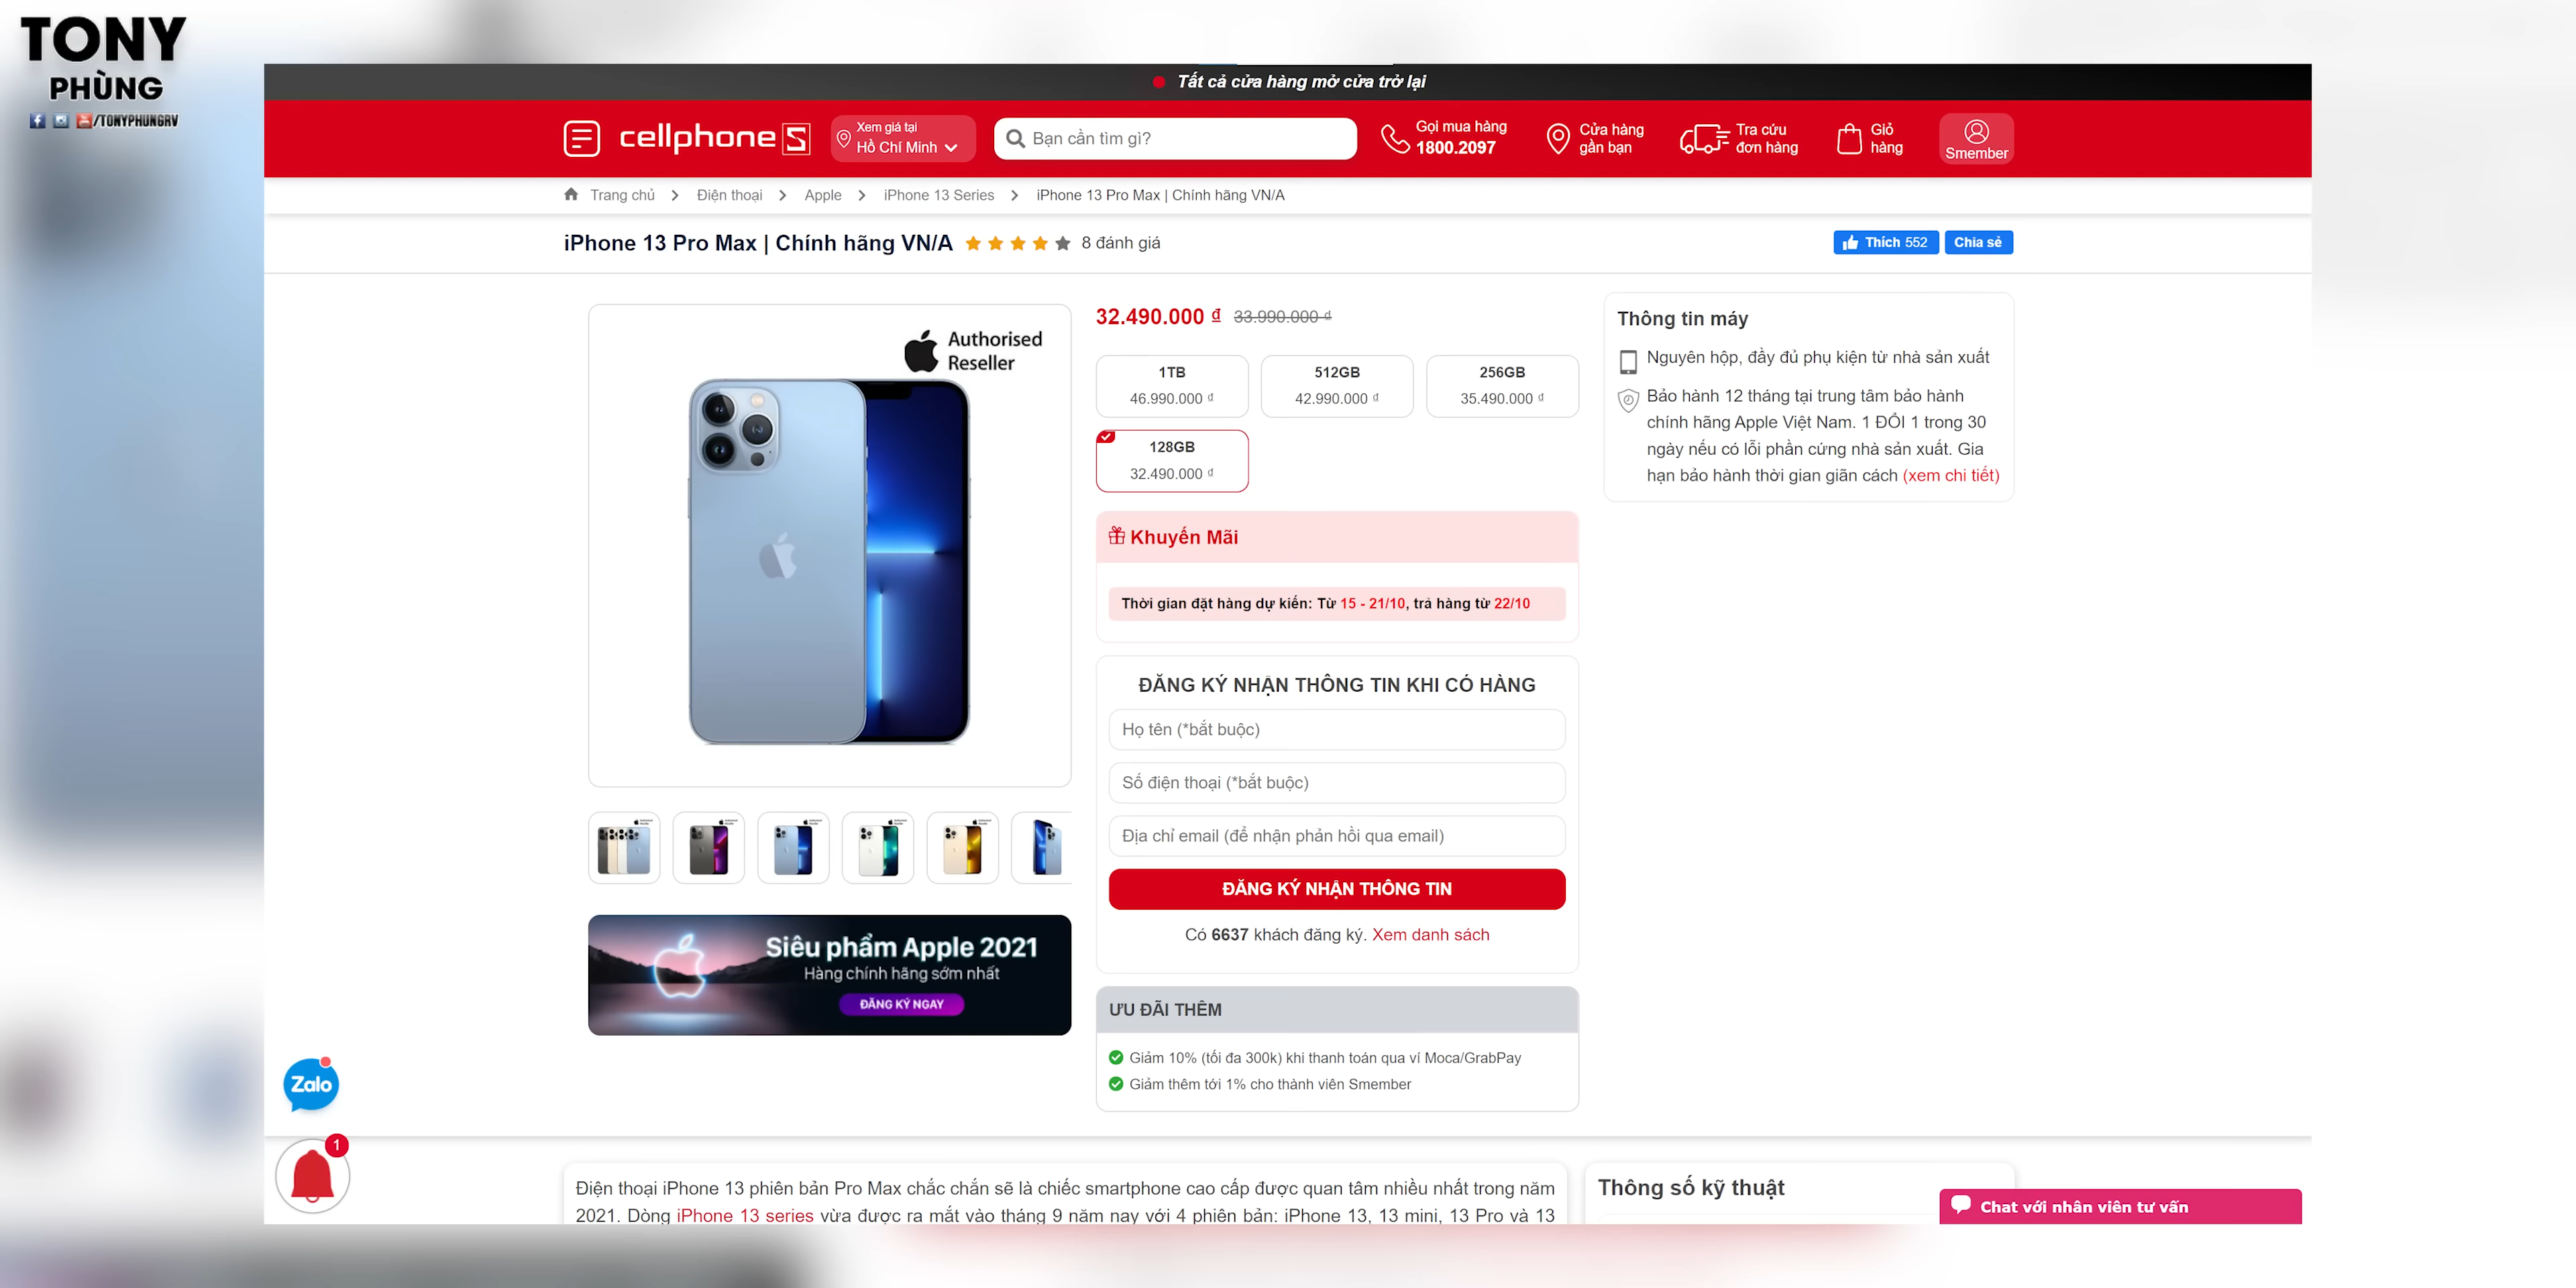 TONY
PHÙNG
/TONYPHUNGRV
Tất cả cửa hàng mở cửa trở lại
cellphoneS
Xem giá tại
Hồ Chí Minh
Bạn cần tìm gì?
Gọi mua hàng
1800.2097
Cửa hàng
gần bạn
Tra cứu
đơn hàng
Giỏ
hàng
Smember
Trang chủ > Điện thoại > Apple > iPhone 13 Series > iPhone 13 Pro Max | Chính hãng VN/A
iPhone 13 Pro Max | Chính hãng VN/A
8 đánh giá
Thích 552
Chia sẻ
Authorised
Reseller
32.490.000 ₫ 33.990.000 ₫
1TB
46.990.000 ₫
512GB
42.990.000 ₫
256GB
35.490.000 ₫
128GB
32.490.000 ₫
Khuyến Mãi
Thời gian đặt hàng dự kiến: Từ 15 - 21/10, trả hàng từ 22/10
ĐĂNG KÝ NHẬN THÔNG TIN KHI CÓ HÀNG
Họ tên (*bắt buộc)
Số điện thoại (*bắt buộc)
Địa chỉ email (để nhận phản hồi qua email)
ĐĂNG KÝ NHẬN THÔNG TIN
Có 6637 khách đăng ký. Xem danh sách
ƯU ĐÃI THÊM
Giảm 10% (tối đa 300k) khi thanh toán qua ví Moca/GrabPay
Giảm thêm tới 1% cho thành viên Smember
Thông tin máy
Nguyên hộp, đầy đủ phụ kiện từ nhà sản xuất
Bảo hành 12 tháng tại trung tâm bảo hành
chính hãng Apple Việt Nam. 1 ĐỔI 1 trong 30
ngày nếu có lỗi phần cứng nhà sản xuất. Gia
hạn bảo hành thời gian giãn cách (xem chi tiết)
Siêu phẩm Apple 2021
Hàng chính hãng sớm nhất
ĐĂNG KÝ NGAY
Zalo
1
Điện thoại iPhone 13 phiên bản Pro Max chắc chắn sẽ là chiếc smartphone cao cấp được quan tâm nhiều nhất trong năm
2021. Dòng iPhone 13 series vừa được ra mắt vào tháng 9 năm nay với 4 phiên bản: iPhone 13, 13 mini, 13 Pro và 13
Thông số kỹ thuật
Chat với nhân viên tư vấn